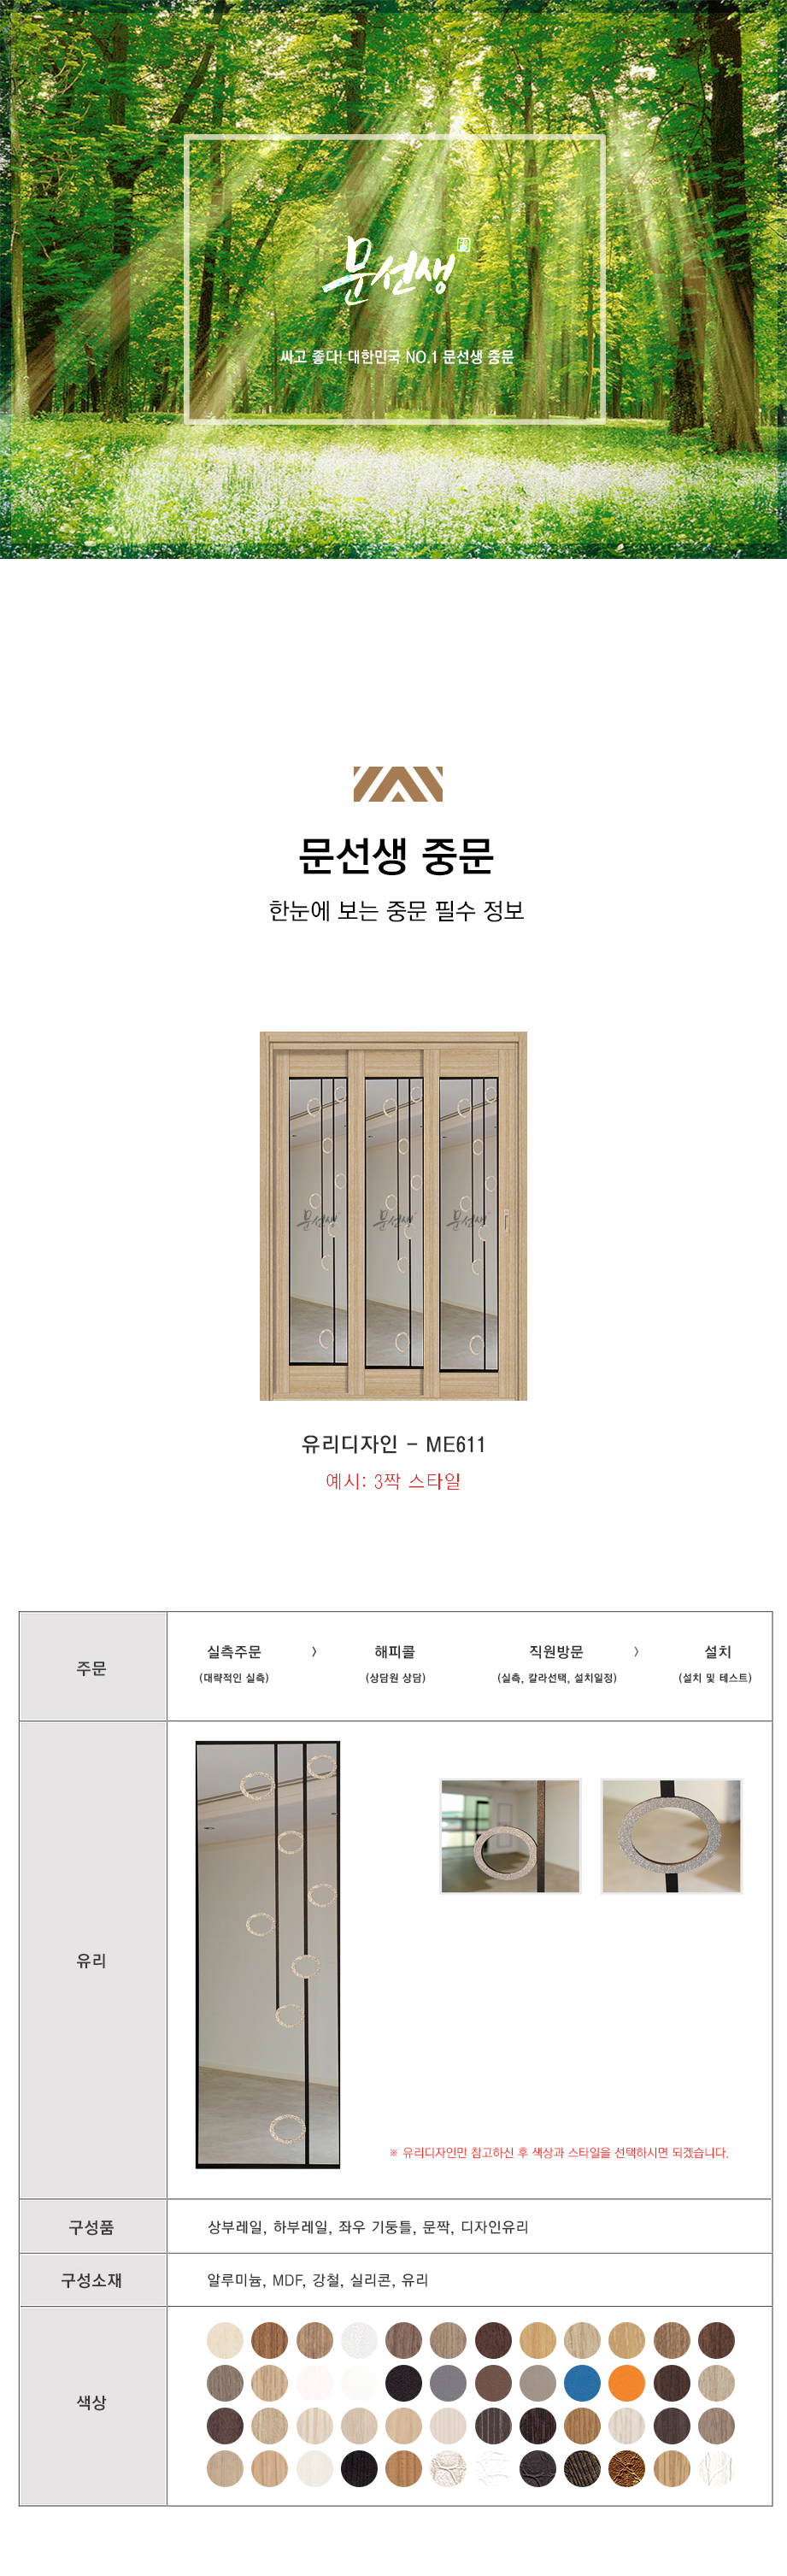 문선생
싸고 좋다! 대한민국 NO.1 문선생 중문
문선생 중문
한눈에 보는 중문 필수 정보
문선생 문선생 문선생
유리디자인 - ME611
예시: 3짝 스타일
주문
실측주문 > 해피콜 직원방문 > 설치
(대략적인 실측) (상담원 상담) (실측, 칼라선택, 설치일정) (설치 및 테스트)
유리
※ 유리디자인만 참고하신 후 색상과 스타일을 선택하시면 되겠습니다.
구성품
상부레일, 하부레일, 좌우 기둥틀, 문짝, 디자인유리
구성소재
알루미늄, MDF, 강철, 실리콘, 유리
색상